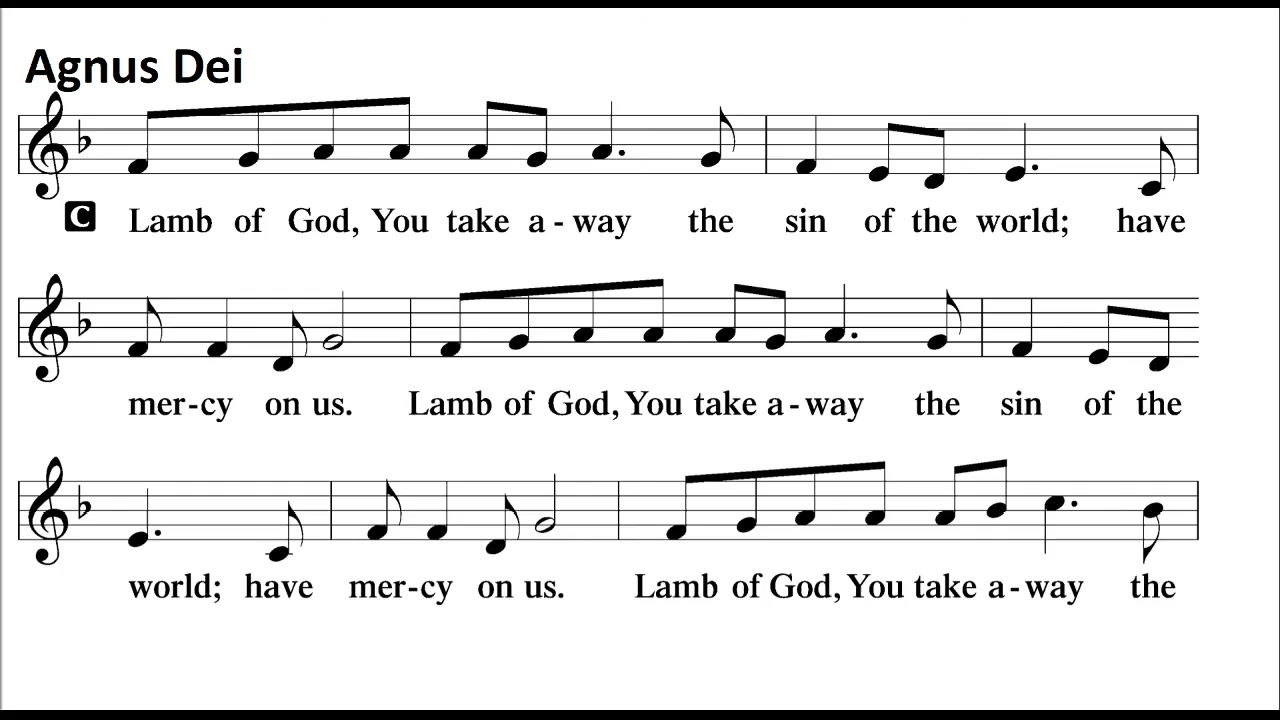 Agnus Dei
C Lamb of God, You take a - way the sin of the world; have
mer - cy on us. Lamb of God, You take a - way the sin of the
world; have mer - cy on us. Lamb of God, You take a - way the